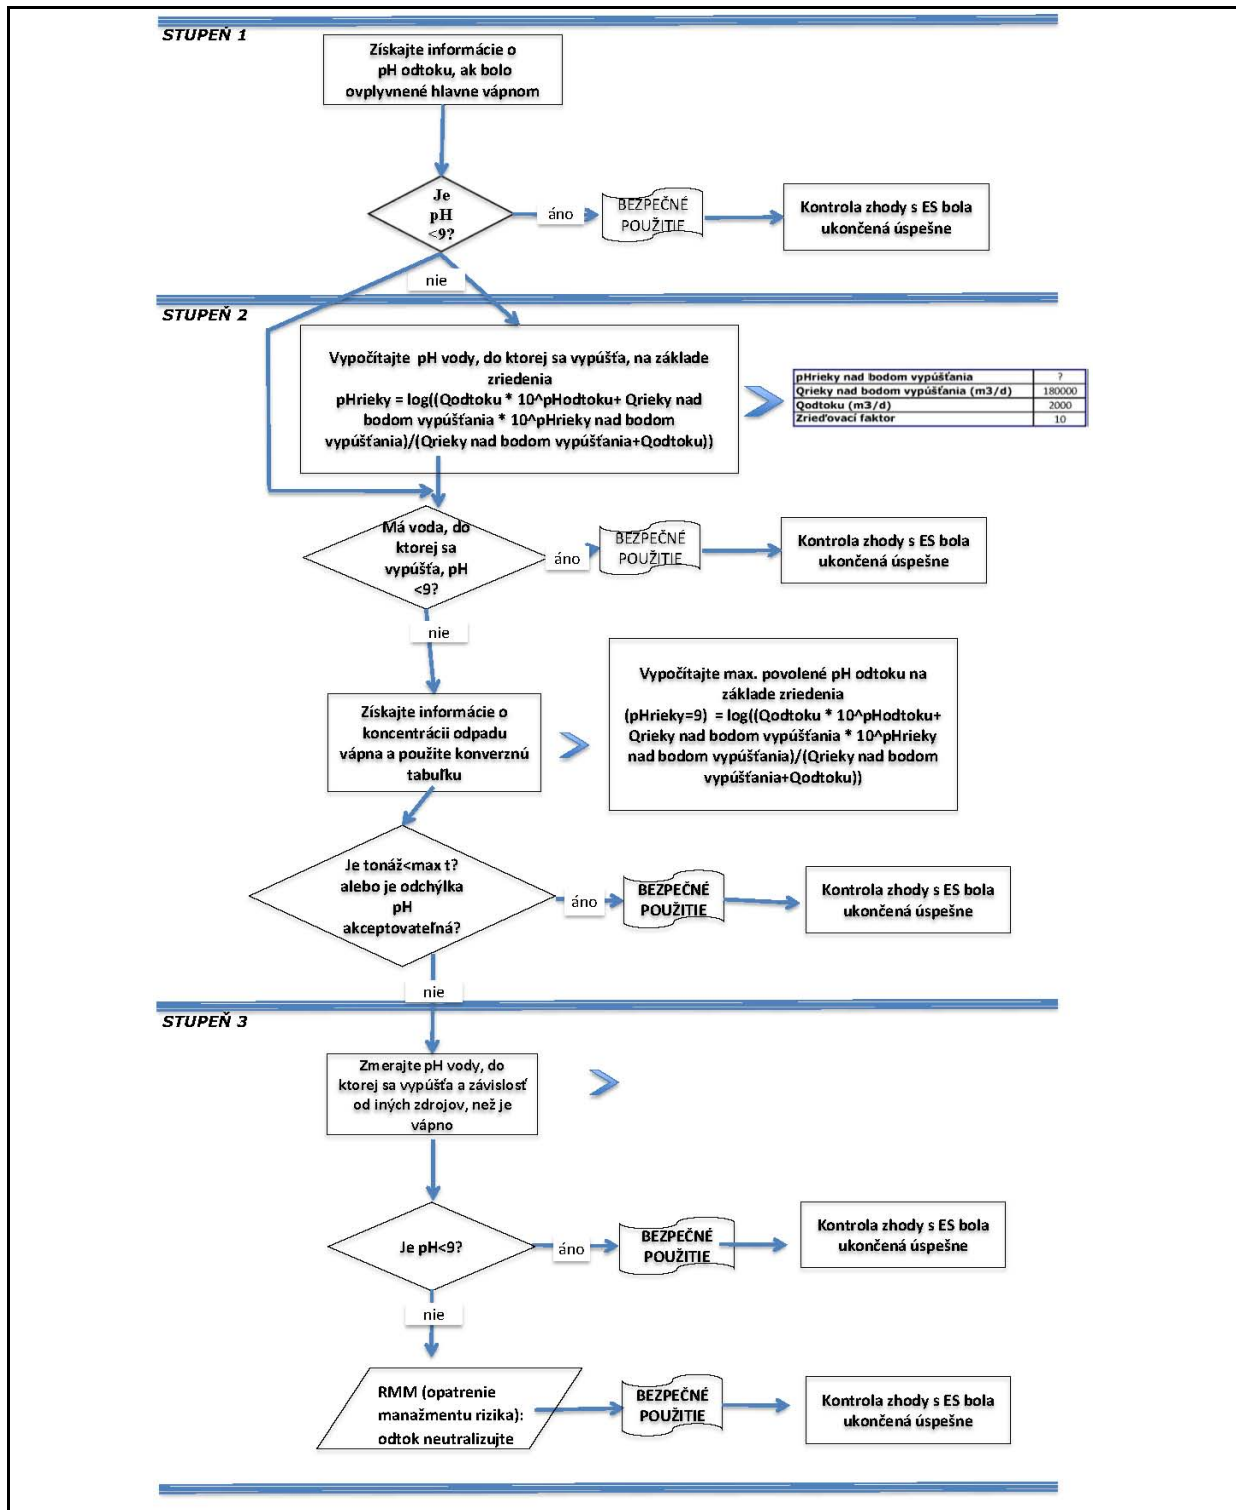 STUPEŇ 1
Získajte informácie o
pH odtoku, ak bolo
ovplyvnené hlavne vápnom
Je
pH
<9?
áno
BEZPEČNÉ
POUŽITIE
Kontrola zhody s ES bola
ukončená úspešne
nie
STUPEŇ 2
Vypočítajte pH vody, do ktorej sa vypúšťa, na základe
zriedenia
pHrieky = log((Qodtoku * 10^pHodtoku+ Qrieky nad
bodom vypúšťania * 10^pHrieky nad bodom
vypúšťania)/(Qrieky nad bodom vypúšťania+Qodtoku))
pHrieky nad bodom vypúšťania ?
Qrieky nad bodom vypúšťania (m3/d) 180000
Qodtoku (m3/d) 2000
Zrieďovací faktor 10
Má voda, do
ktorej sa
vypúšťa, pH
<9?
áno
BEZPEČNÉ
POUŽITIE
Kontrola zhody s ES bola
ukončená úspešne
nie
Získajte informácie o
koncentrácii odpadu
vápna a použite konverznú
tabuľku
Vypočítajte max. povolené pH odtoku na
základe zriedenia
(pHrieky=9) = log((Qodtoku * 10^pHodtoku+
Qrieky nad bodom vypúšťania * 10^pHrieky
nad bodom vypúšťania)/(Qrieky nad bodom
vypúšťania+Qodtoku))
Je tonáž<max t?
alebo je odchýlka
pH
akceptovateľná?
áno
BEZPEČNÉ
POUŽITIE
Kontrola zhody s ES bola
ukončená úspešne
nie
STUPEŇ 3
Zmerajte pH vody, do
ktorej sa vypúšťa a závislosť
od iných zdrojov, než je
vápno
Je pH<9?
áno
BEZPEČNÉ
POUŽITIE
Kontrola zhody s ES bola
ukončená úspešne
nie
RMM (opatrenie
manažmentu rizika):
odtok neutralizujte
BEZPEČNÉ
POUŽITIE
Kontrola zhody s ES bola
ukončená úspešne